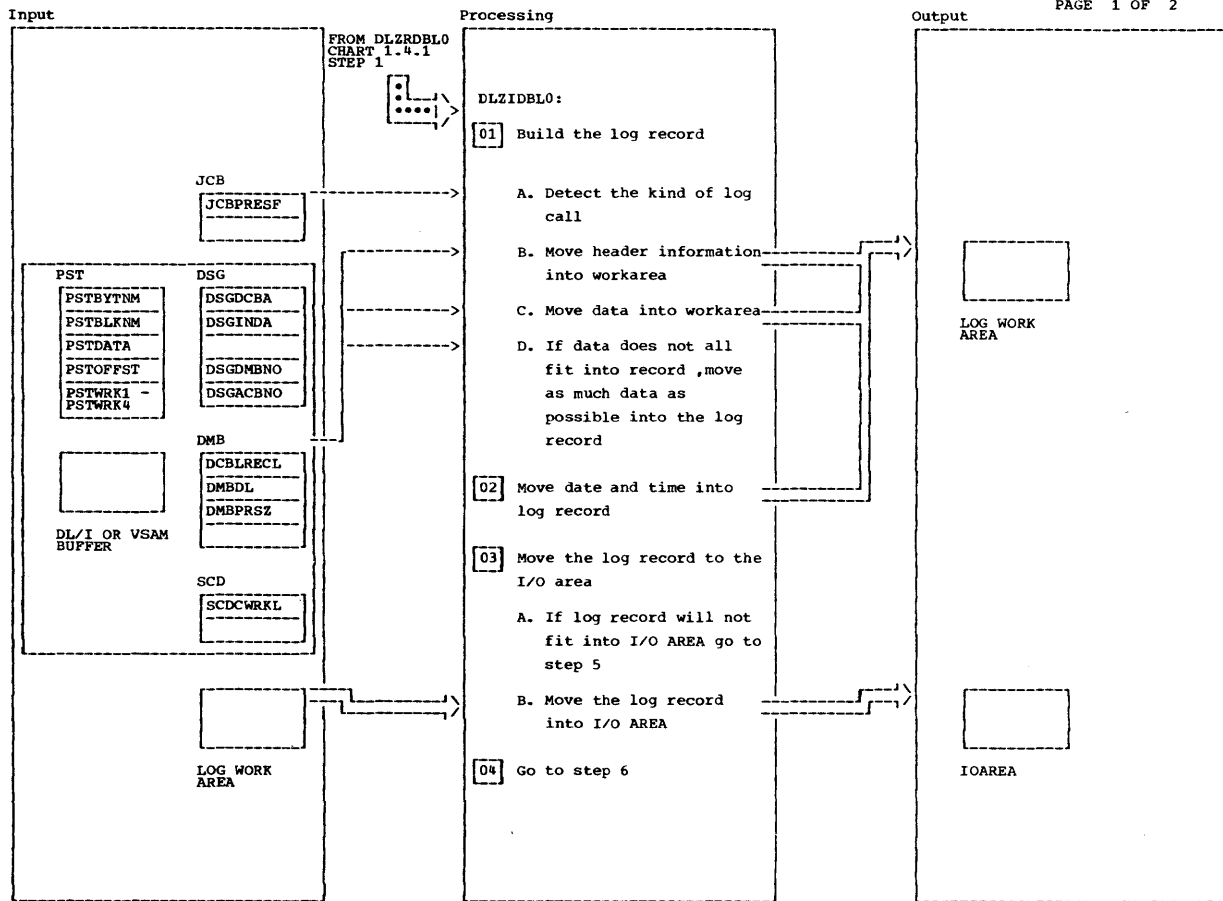 PAGE 1 OF 2
Input
Processing
Output
FROM DLZRDBL0
CHART 1.4.1
STEP 1
DLZIDBL0:
01 Build the log record
JCB
JCBPRESF
A. Detect the kind of log
call
B. Move header information
into workarea
C. Move data into workarea
D. If data does not all
fit into record ,move
as much data as
possible into the log
record
PST
PSTBYTNM
PSTBLKNM
PSTDATA
PSTOFFST
PSTWRK1 -
PSTWRK4
DSG
DSGDCBA
DSGINDA
DSGDMBNO
DSGACBNO
LOG WORK
AREA
DMB
DCBLRECL
DMBDL
DMBPRSZ
DL/I OR VSAM
BUFFER
02 Move date and time into
log record
03 Move the log record to the
I/O area
SCD
SCDCWRKL
A. If log record will not
fit into I/O AREA go to
step 5
B. Move the log record
into I/O AREA
LOG WORK
AREA
04 Go to step 6
IOAREA